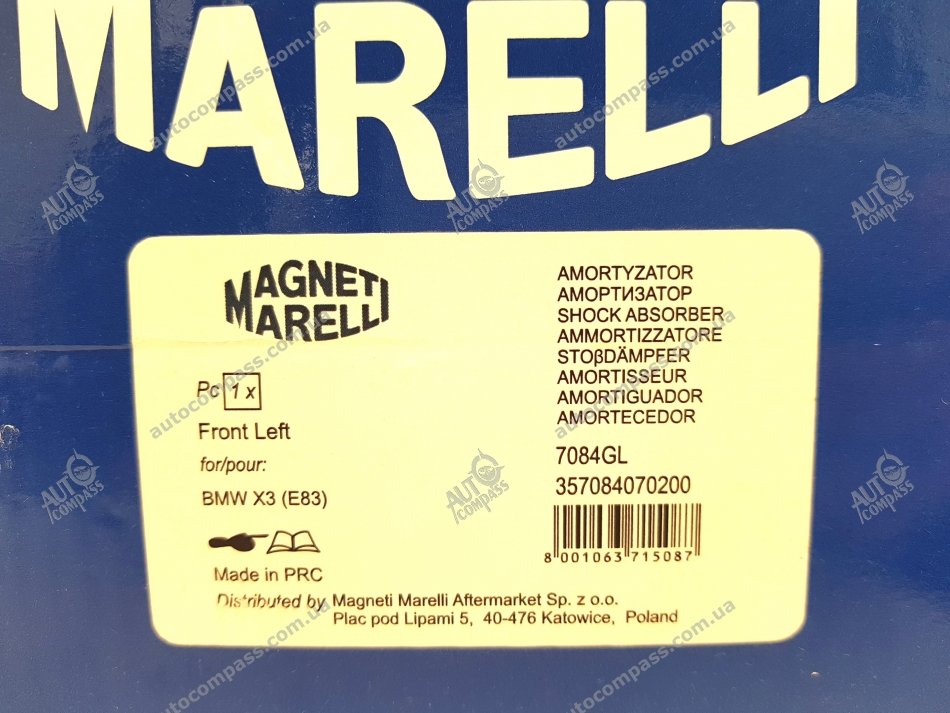 MARELLI
MAGNETI
MARELLI
Pc 1 x
Front Left
for/pour:
BMW X3 (E83)
Made in PRC
Distributed by Magneti Marelli Aftermarket Sp. z o.o.
Plac pod Lipami 5, 40-476 Katowice, Poland
AMORTYZATOR
АМОРТИЗАТОР
SHOCK ABSORBER
AMMORTIZZATORE
STOβDÄMPFER
AMORTISSEUR
AMORTIGUADOR
AMORTECEDOR
7084GL
357084070200
8 001063 715087
autocompass.com.ua
AUTO
COMPASS